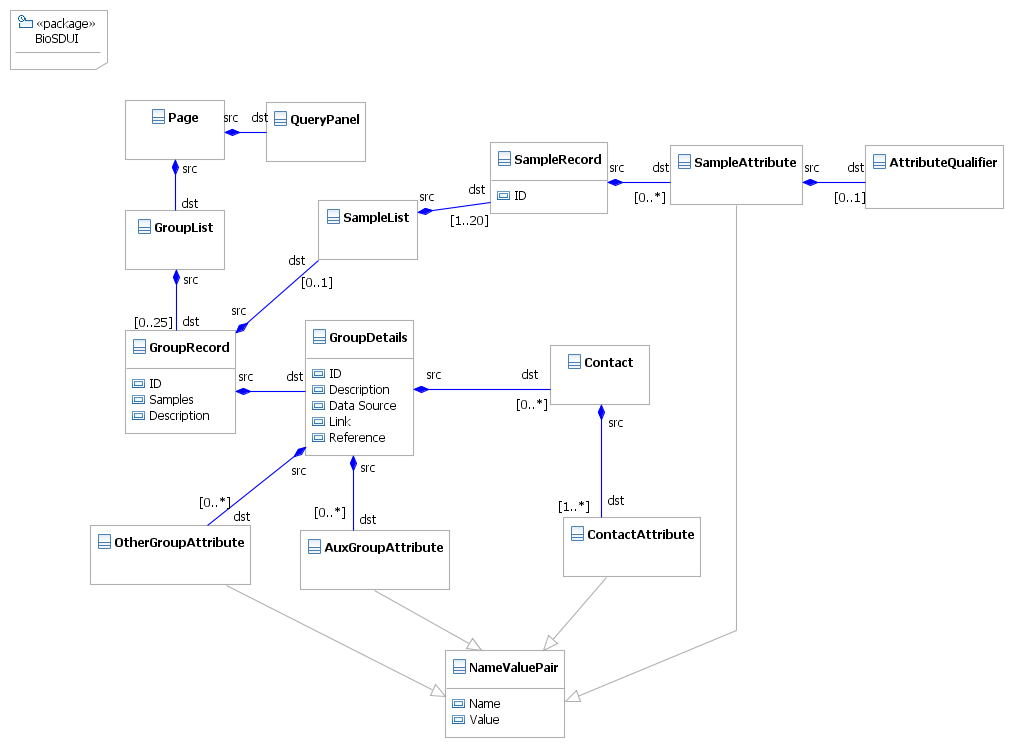 «package»
BioSDUI
Page
src
dst
QueryPanel
src
dst
GroupList
src
[0..25]
dst
GroupRecord
ID
Samples
Description
src
dst
[0..1]
SampleList
src
dst
[1..20]
SampleRecord
ID
src
dst
[0..*]
SampleAttribute
src
dst
[0..1]
AttributeQualifier
src
dst
GroupDetails
ID
Description
Data Source
Link
Reference
src
dst
[0..*]
Contact
src
[1..*]
dst
ContactAttribute
src
[0..*]
dst
OtherGroupAttribute
src
[0..*]
dst
AuxGroupAttribute
NameValuePair
Name
Value